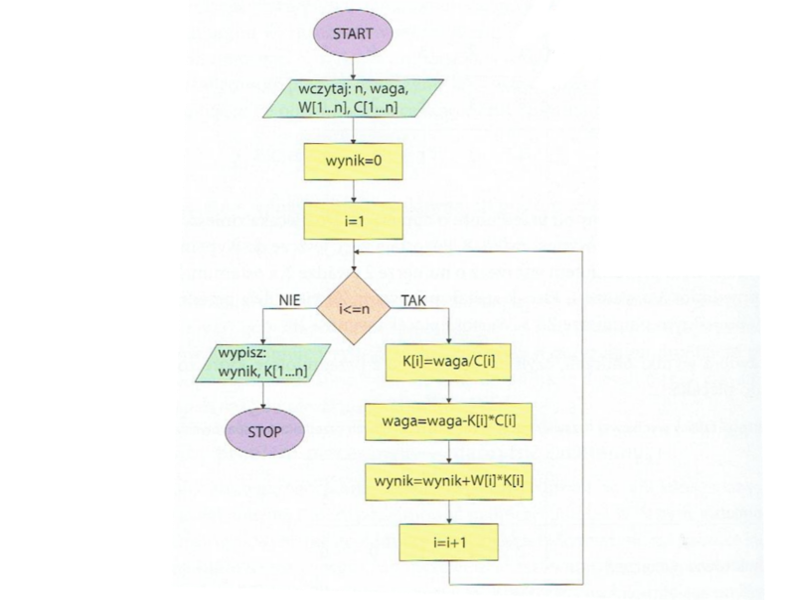 START
wczytaj: n, waga,
W[1...n], C[1...n]
wynik=0
i=1
i<=n
NIE
TAK
wypisz:
wynik, K[1...n]
STOP
K[i]=waga/C[i]
waga=waga-K[i]*C[i]
wynik=wynik+W[i]*K[i]
i=i+1